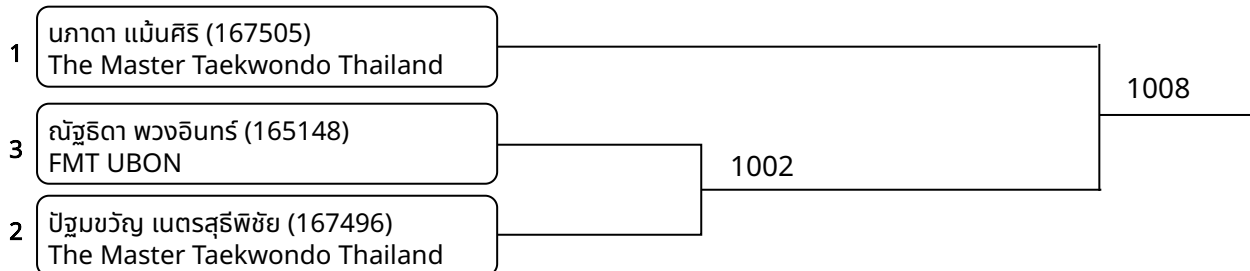 1
นภาดา แม้นศิริ (167505)
The Master Taekwondo Thailand
1008
3
ณัฐธิดา พวงอินทร์ (165148)
FMT UBON
1002
2
ปัฐมขวัญ เนตรสุธีพิชัย (167496)
The Master Taekwondo Thailand